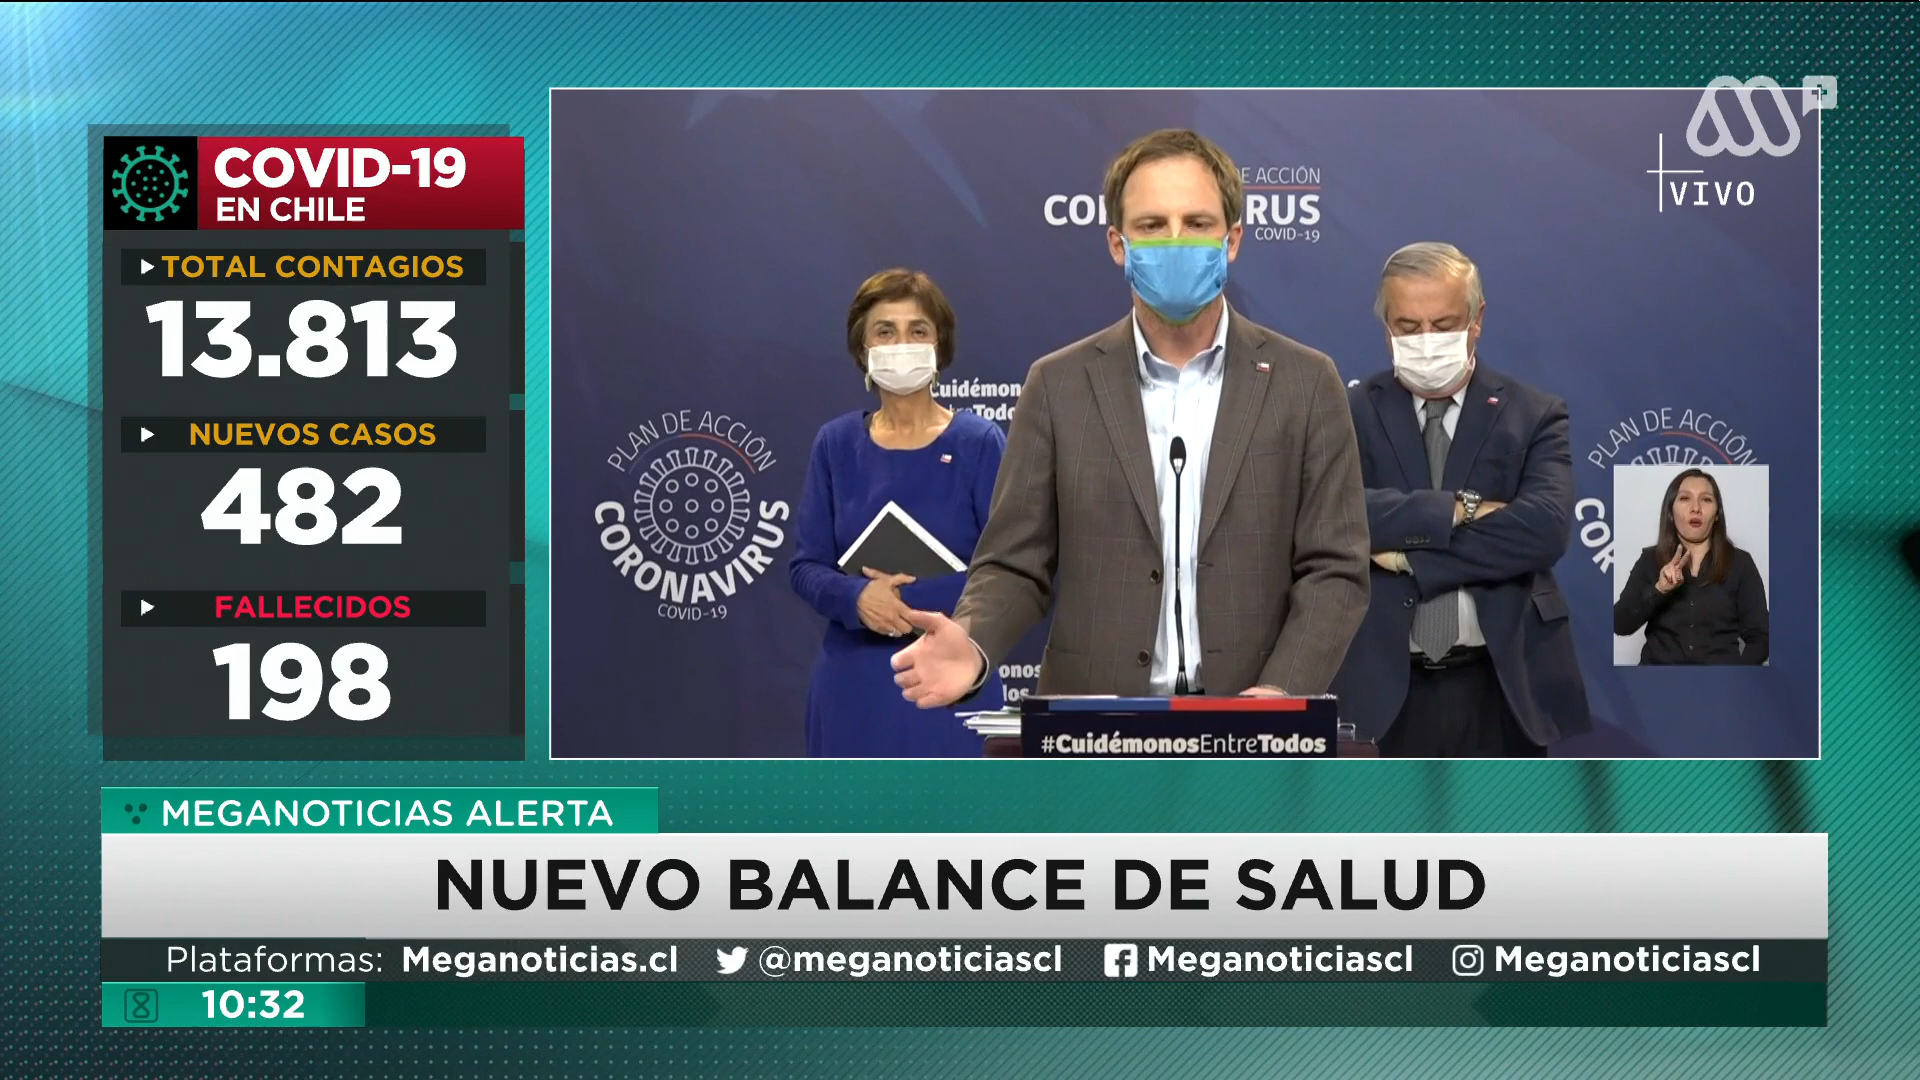 COVID-19
EN CHILE
TOTAL CONTAGIOS
13.813
NUEVOS CASOS
482
FALLECIDOS
198
VIVO
DE ACCIÓN
CO
RUS
COVID-19
Cuidémon
PLAN DE ACCIÓN
CORONAVIRUS
COVID-19
PLAN DE ACCIÓN
COR
#CuidémonosEntreTodos
MEGANOTICIAS ALERTA
NUEVO BALANCE DE SALUD
Plataformas: Meganoticias.cl @meganoticiascl Meganoticiascl Meganoticiascl
10:32